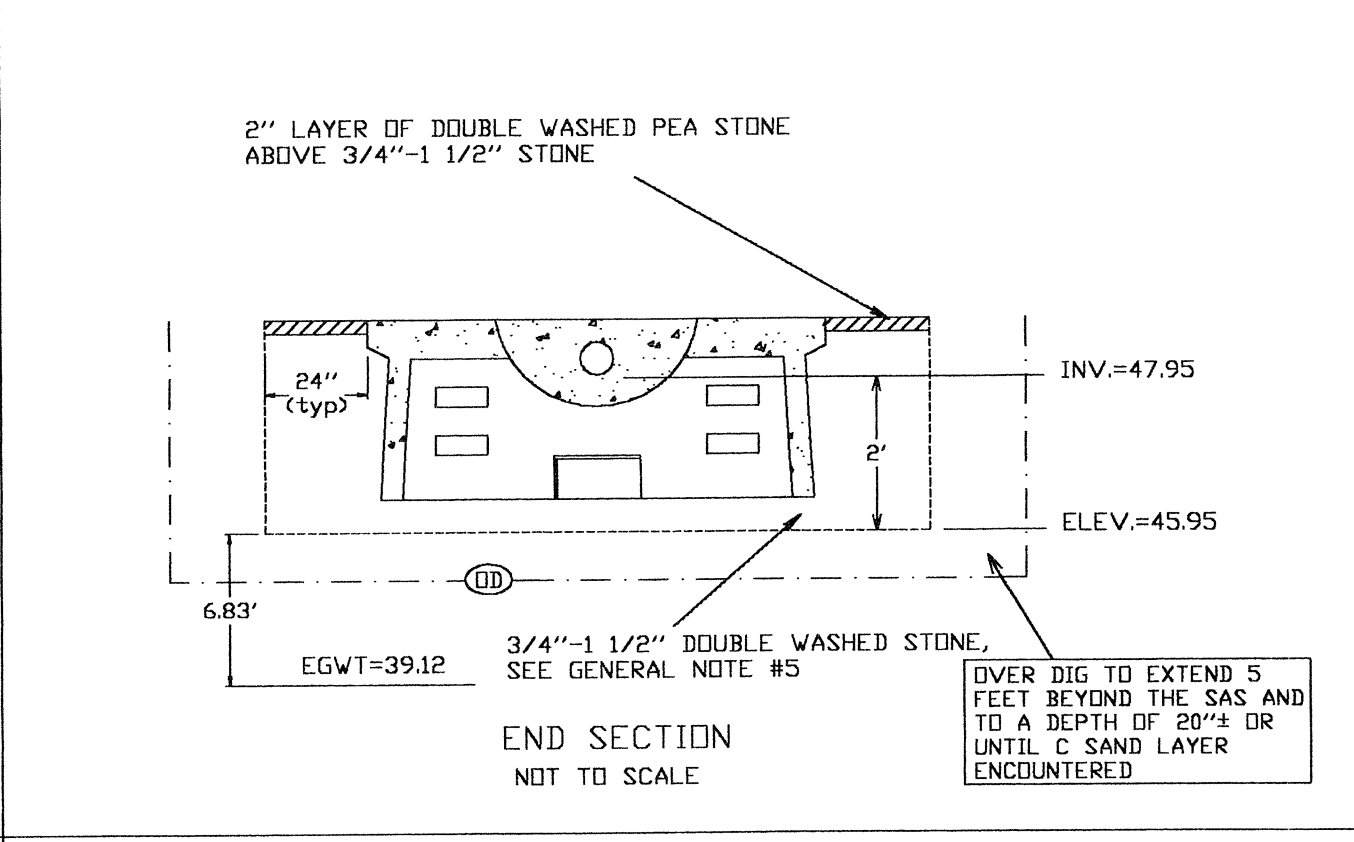 2″ LAYER OF DOUBLE WASHED PEA STONE
ABOVE 3/4″-1 1/2″ STONE
24″
(typ)
INV.=47.95
2′
ELEV.=45.95
OD
6.83′
EGWT=39.12
3/4″-1 1/2″ DOUBLE WASHED STONE,
SEE GENERAL NOTE #5
OVER DIG TO EXTEND 5
FEET BEYOND THE SAS AND
TO A DEPTH OF 20″± OR
UNTIL C SAND LAYER
ENCOUNTERED
END SECTION
NOT TO SCALE